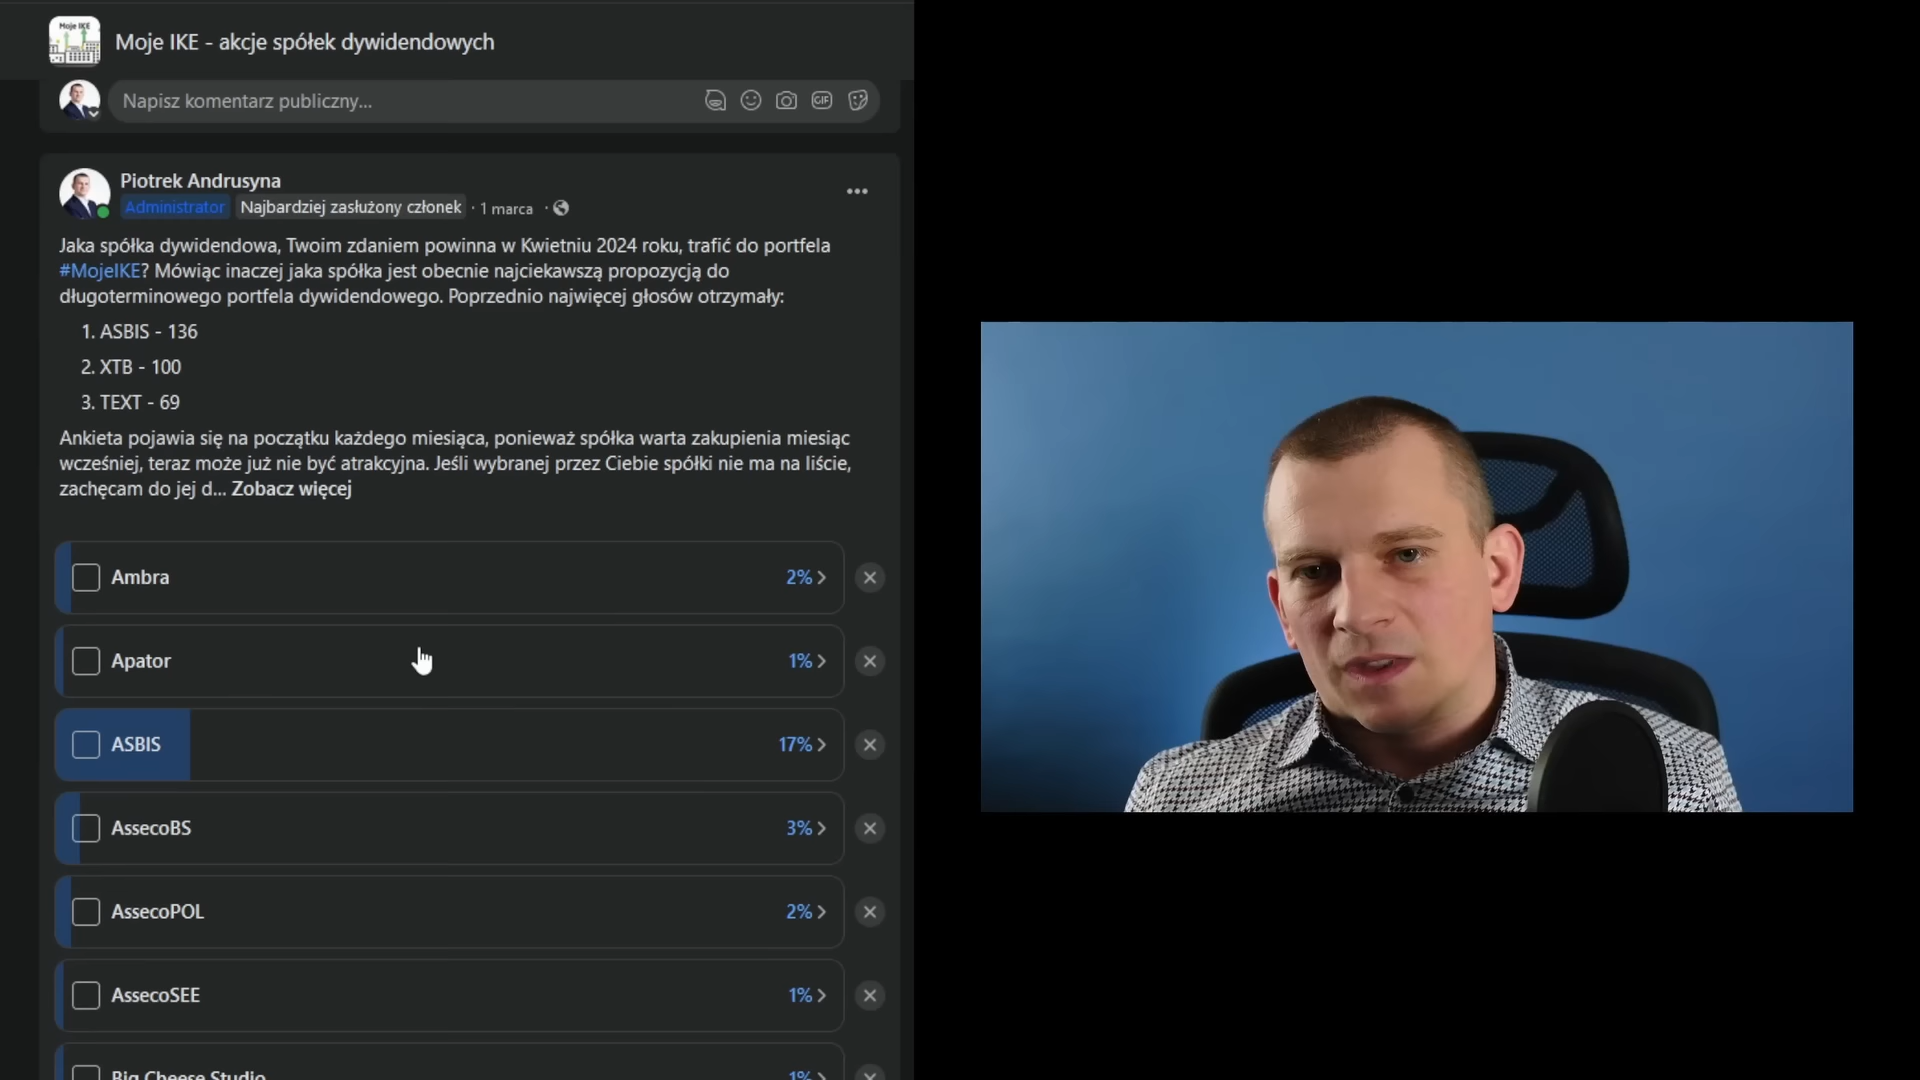 Moje IKE
Moje IKE - akcje spółek dywidendowych
Napisz komentarz publiczny...
GIF
Piotrek Andrusyna
Administrator Najbardziej zasłużony członek · 1 marca ·
Jaka spółka dywidendowa, Twoim zdaniem powinna w Kwietniu 2024 roku, trafić do portfela
#MojeIKE? Mówiąc inaczej jaka spółka jest obecnie najciekawszą propozycją do
długoterminowego portfela dywidendowego. Poprzednio najwięcej głosów otrzymały:
1. ASBIS - 136
2. XTB - 100
3. TEXT - 69
Ankieta pojawia się na początku każdego miesiąca, ponieważ spółka warta zakupienia miesiąc
wcześniej, teraz może już nie być atrakcyjna. Jeśli wybranej przez Ciebie spółki nie ma na liście,
zachęcam do jej d... Zobacz więcej
Ambra 2%
Apator 1%
ASBIS 17%
AssecoBS 3%
AssecoPOL 2%
AssecoSEE 1%
Big Cheese Studio 1%